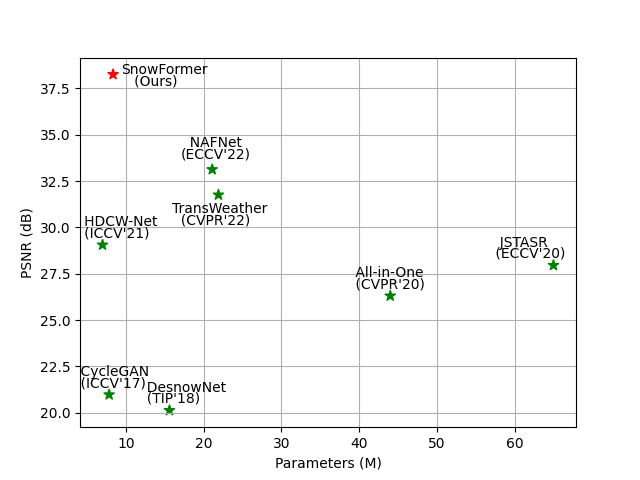 SnowFormer
(Ours)
37.5
35.0
NAFNet
(ECCV'22)
32.5
TransWeather
(CVPR'22)
HDCW-Net
(ICCV'21)
30.0
JSTASR
(ECCV'20)
27.5
All-in-One
(CVPR'20)
25.0
22.5
CycleGAN
(ICCV'17)
DesnowNet
(TIP'18)
20.0
PSNR (dB)
10 20 30 40 50 60
Parameters (M)